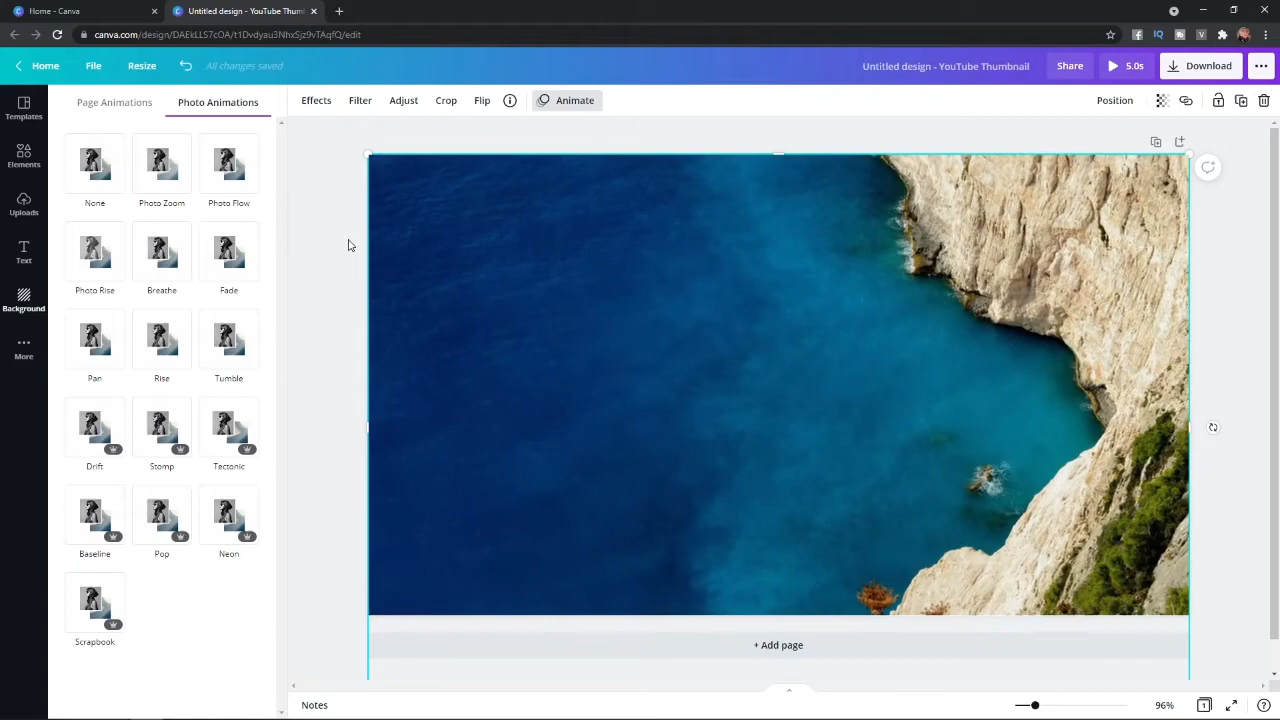 Home - Canva
Untitled design - YouTube Thum
canva.com/design/DAEkLLS7cOA/t1Dvdyau3NhxSjz9vTAqfQ/edit
Home
File
Resize
All changes saved
Untitled design - YouTube Thumbnail
Share
5.0s
Download
Templates
Elements
Uploads
Text
Background
More
Page Animations
Photo Animations
None
Photo Zoom
Photo Flow
Photo Rise
Breathe
Fade
Pan
Rise
Tumble
Drift
Stomp
Tectonic
Baseline
Pop
Neon
Scrapbook
Effects
Filter
Adjust
Crop
Flip
Animate
Position
+ Add page
Notes
96%
1